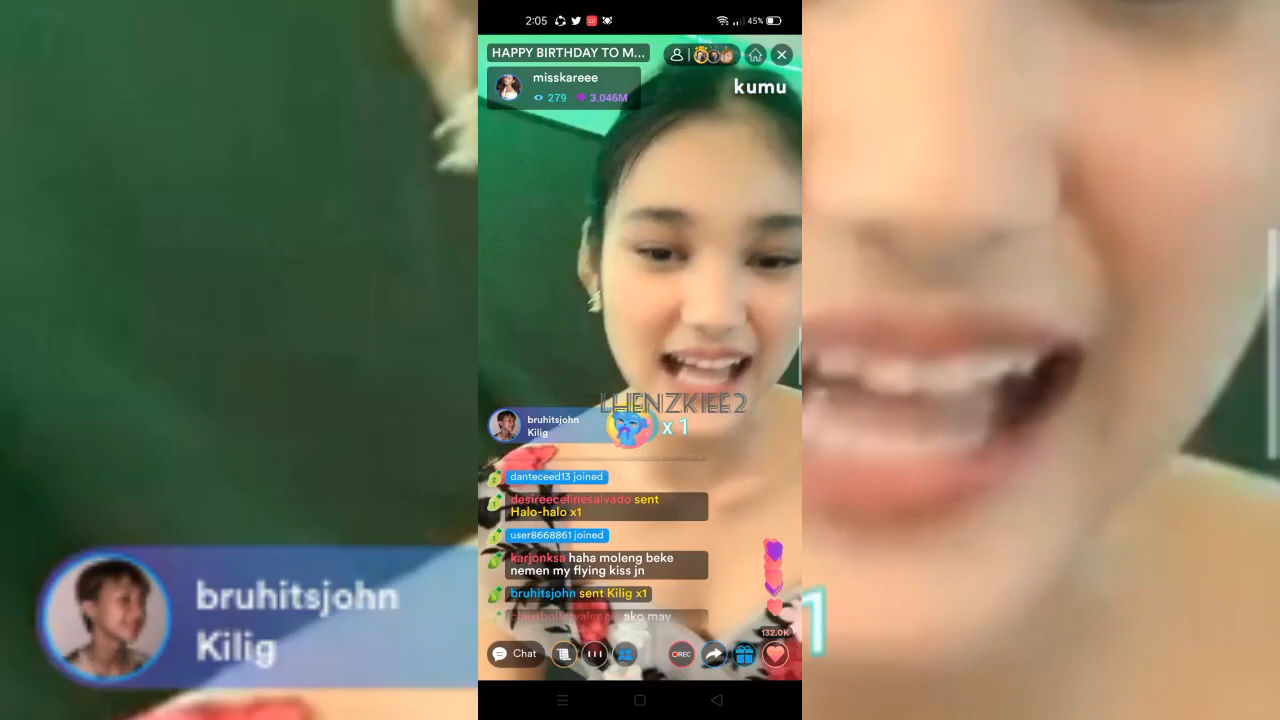 2:05
45%
HAPPY BIRTHDAY TO M...
misskareee
279 3.046M
kumu
LHENZKIEE2
bruhitsjohn
Kilig
x 1
danteceed13 joined
desireecelinesalvado sent
Halo-halo x1
user8668861 joined
karjonksa haha moleng beke
nemen my flying kiss jn
bruhitsjohn sent Kilig x1
ako may
132.0K
Chat
REC
bruhitsjohn
Kilig
1